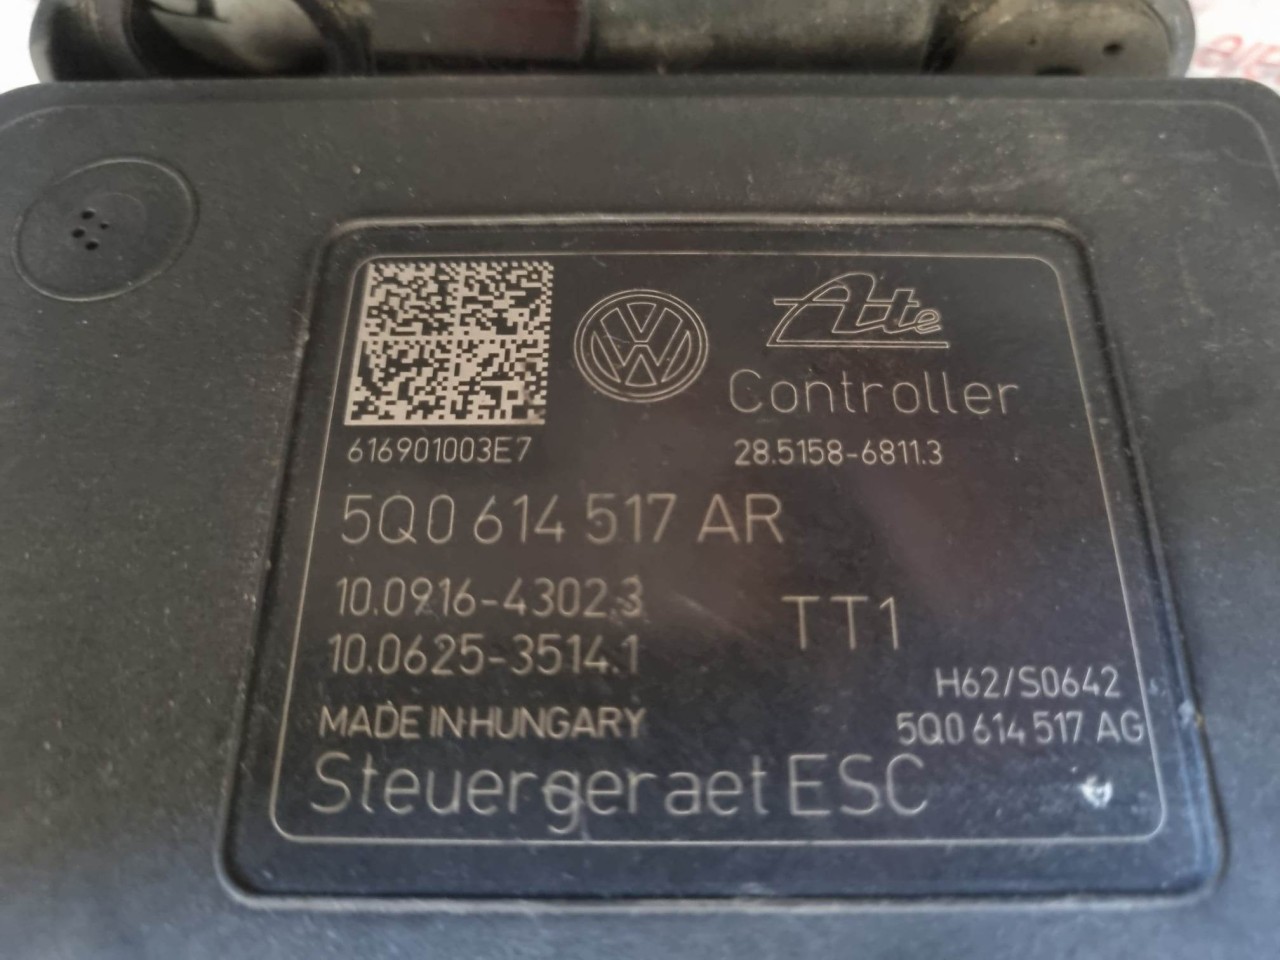 Ate
Controller
616901003E7
28.5158-6811.3
5Q0 614 517 AR
10.0916-4302.3
TT1
10.0625-3514.1
H62/S0642
MADE IN HUNGARY
5Q0 614 517 AG
Steuergeraet ESC